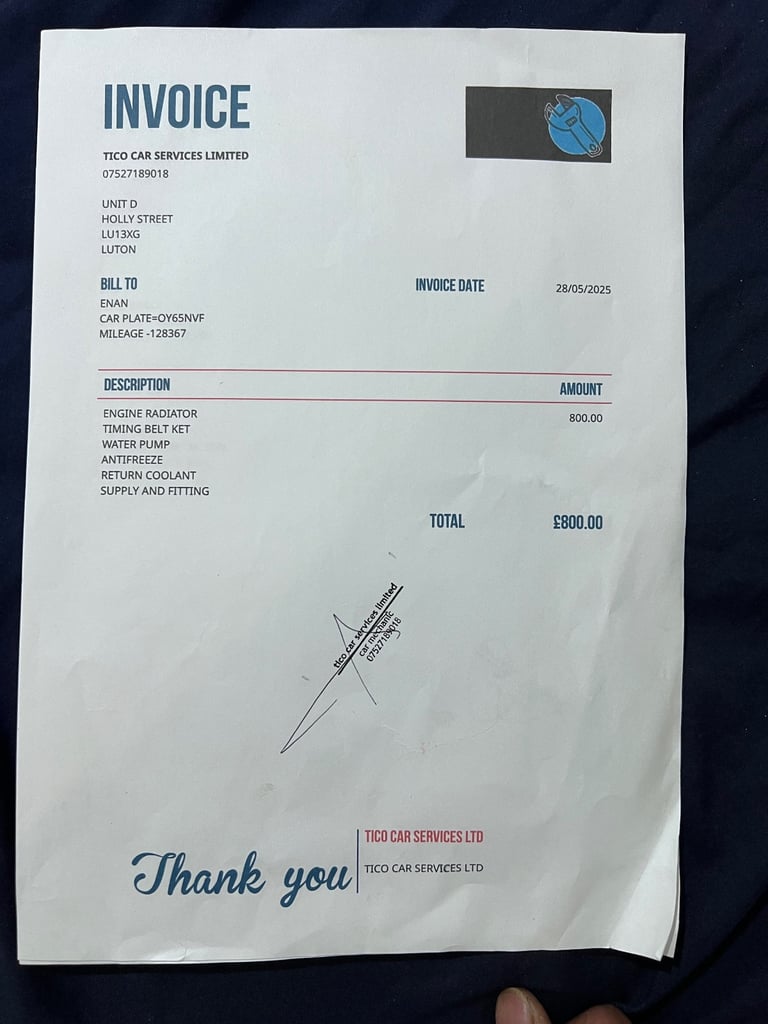 INVOICE
TICO CAR SERVICES LIMITED
07527189018
UNIT D
HOLLY STREET
LU13XG
LUTON
BILL TO
ENAN
CAR PLATE=OY65NVF
MILEAGE -128367
INVOICE DATE 28/05/2025
DESCRIPTION AMOUNT
ENGINE RADIATOR 800.00
TIMING BELT KET
WATER PUMP
ANTIFREEZE
RETURN COOLANT
SUPPLY AND FITTING
TOTAL £800.00
tico car services limited
car mechanic
07527189018
Thank you
TICO CAR SERVICES LTD
TICO CAR SERVICES LTD